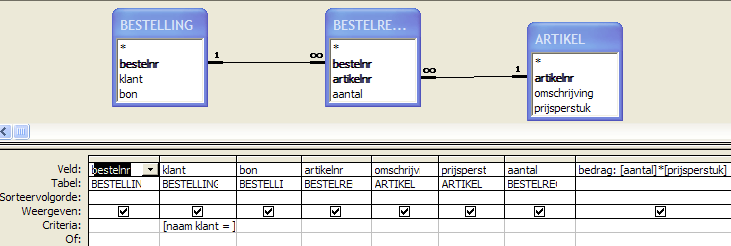 BESTELLING
*
bestelnr
klant
bon
1 ∞
BESTELRE...
*
bestelnr
artikelnr
aantal
∞ 1
ARTIKEL
*
artikelnr
omschrijving
prijsperstuk
Veld: bestelnr klant bon artikelnr omschrijv prijsperst aantal bedrag: [aantal]*[prijsperstuk]
Tabel: BESTELLIN BESTELLING BESTELLI BESTELRE ARTIKEL ARTIKEL BESTELREG
Sorteervolgorde:
Weergeven:
Criteria: [naam klant = ]
Of: